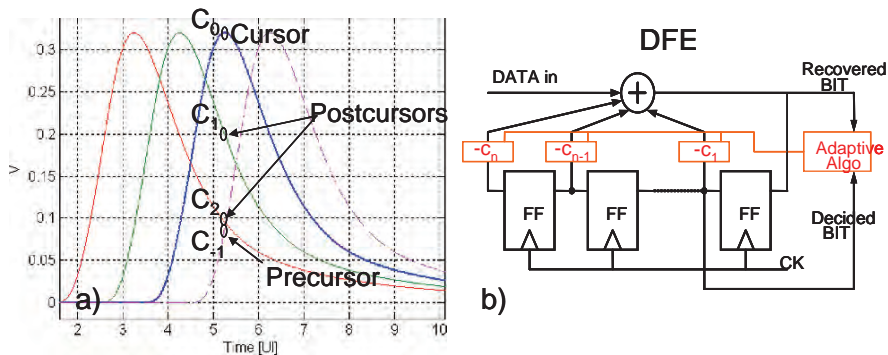 C₀ Cursor
0.3
0.25
C₁
Postcursors
0.2
V
0.15
C₂
0.1
C₋₁
0.05
Precursor
0
a)
2 3 4 5 6 7 8 9 10
Time [UI]
DFE
DATA in
Recovered
BIT
+
-Cₙ
-Cₙ₋₁
-C₁
Adaptive
Algo
FF
FF
FF
Decided
BIT
CK
b)